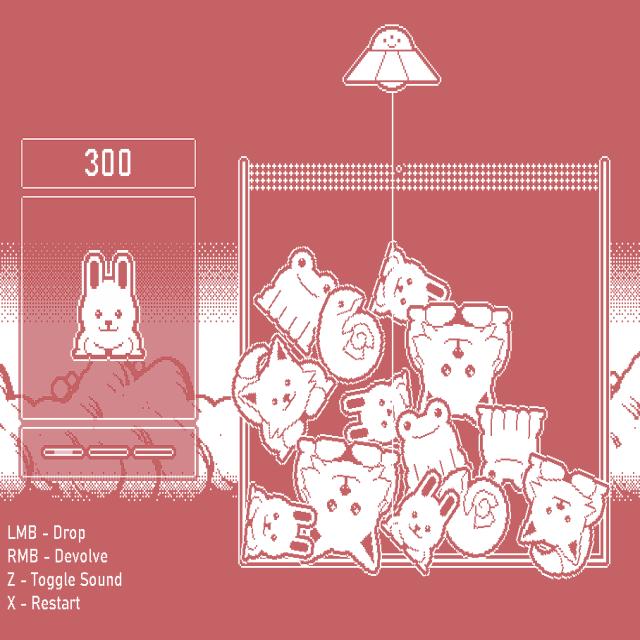 300
LMB - Drop
RMB - Devolve
Z - Toggle Sound
X - Restart